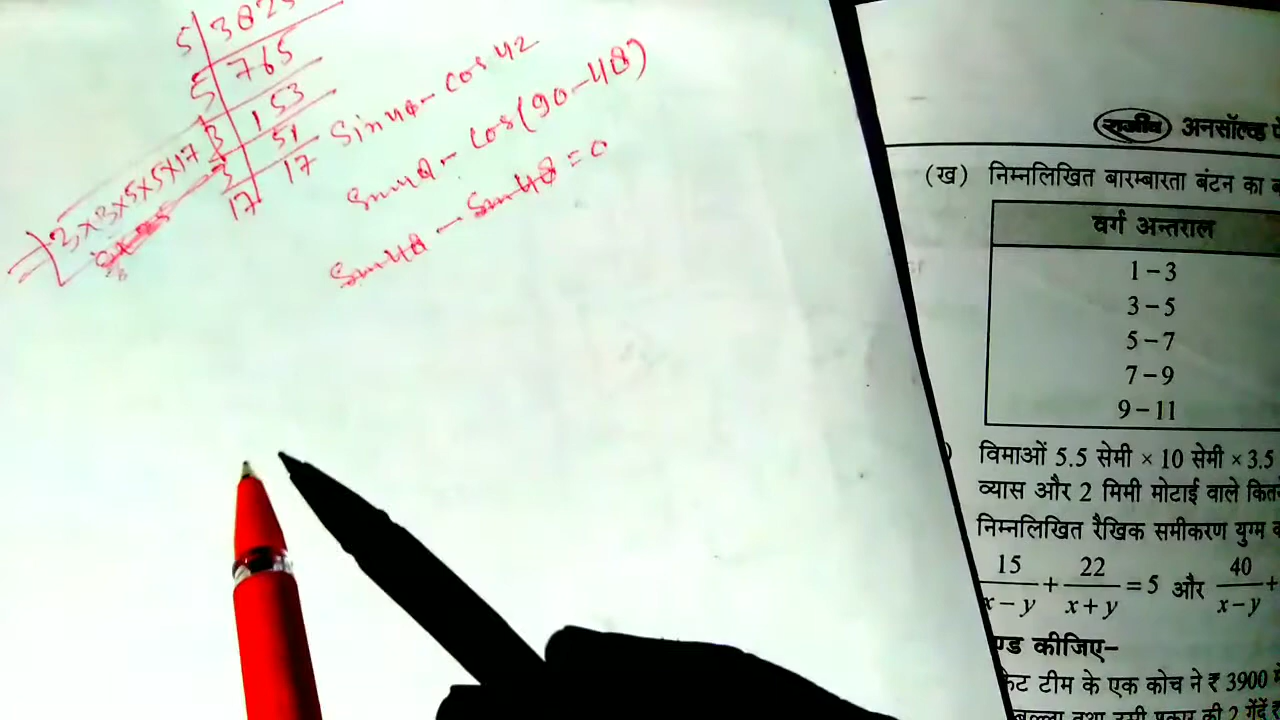 5 382
5 765
3 153
3 51
17 17
= 3×3×5×5×17
sin48 - cos42
sin48 - cos(90-48)
sin48 - sin48 = 0
राजीव अनसॉल्व्ड
(ख) निम्नलिखित बारम्बारता बंटन का
वर्ग अन्तराल
1 – 3
3 – 5
5 – 7
7 – 9
9 – 11
विमाओं 5.5 सेमी × 10 सेमी × 3.5
व्यास और 2 मिमी मोटाई वाले
निम्नलिखित रैखिक समीकरण युग्म
15/(x – y) + 22/(x + y) = 5 और 40/(x–y) +
कीजिए–
टीम के एक कोच ने ₹ 3900
की 2 गेंदें